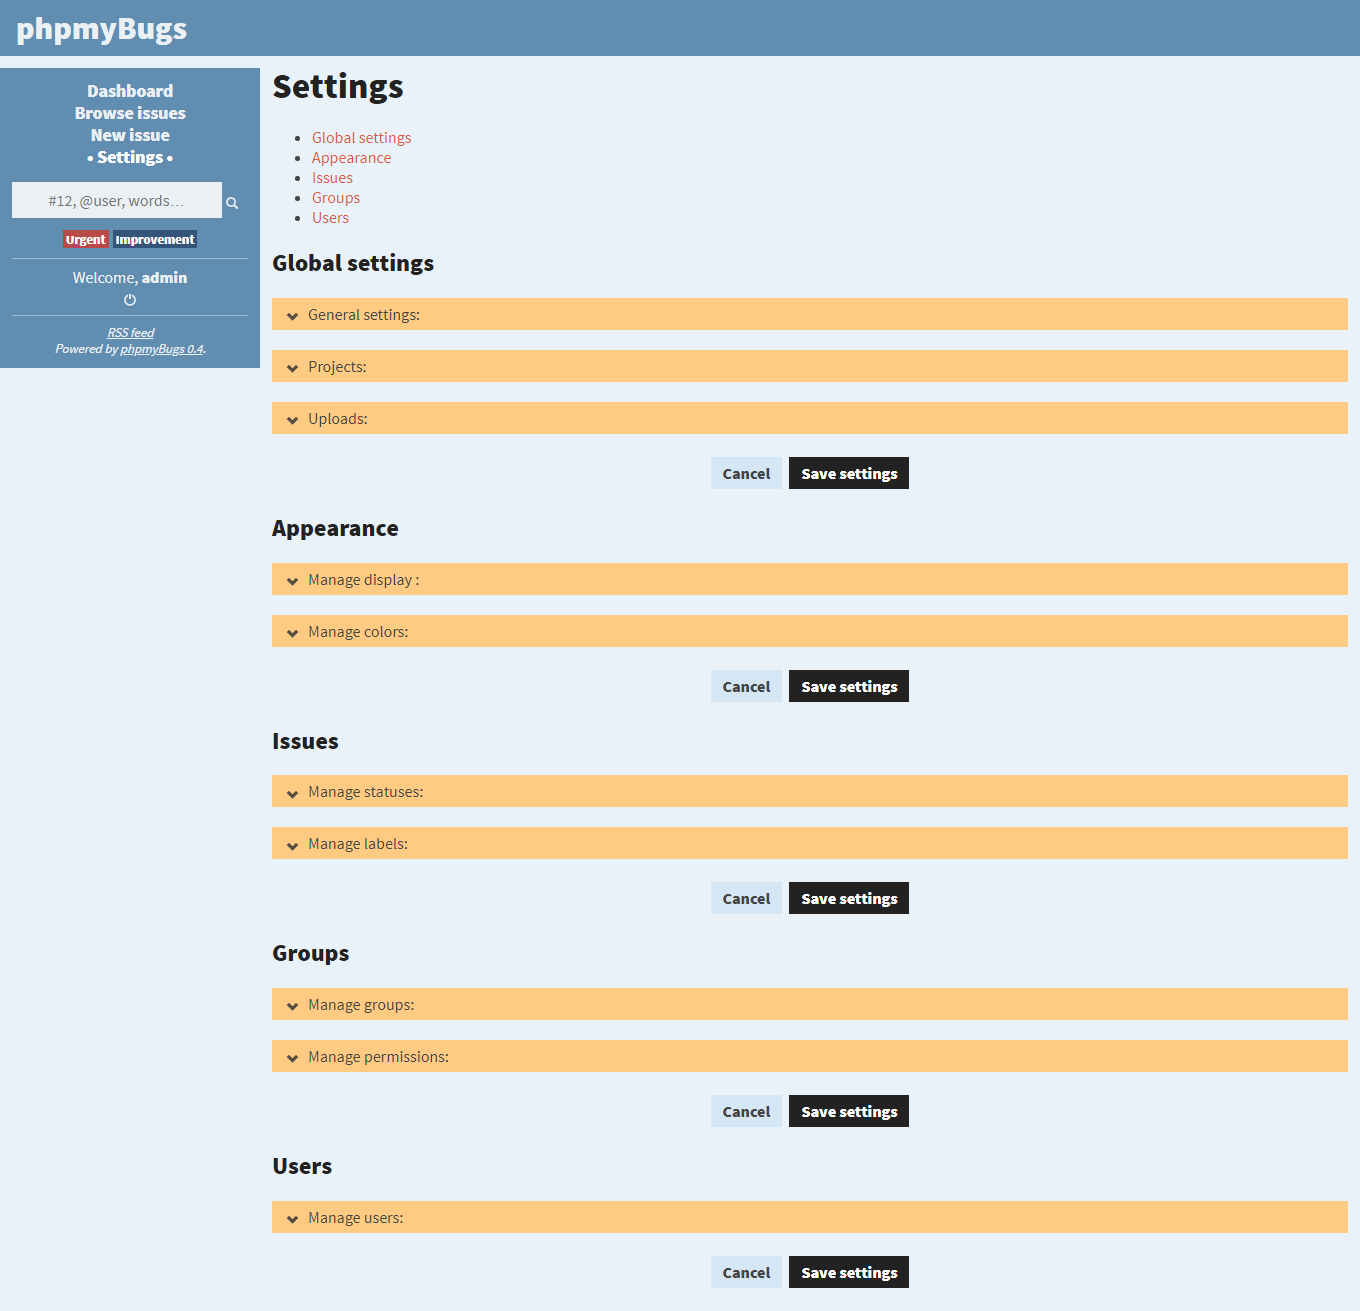 phpmyBugs
Dashboard
Browse issues
New issue
• Settings •
#12, @user, words…
Urgent Improvement
Welcome, admin
RSS feed
Powered by phpmyBugs 0.4.
Settings
• Global settings
• Appearance
• Issues
• Groups
• Users
Global settings
General settings:
Projects:
Uploads:
Cancel Save settings
Appearance
Manage display :
Manage colors:
Cancel Save settings
Issues
Manage statuses:
Manage labels:
Cancel Save settings
Groups
Manage groups:
Manage permissions:
Cancel Save settings
Users
Manage users:
Cancel Save settings